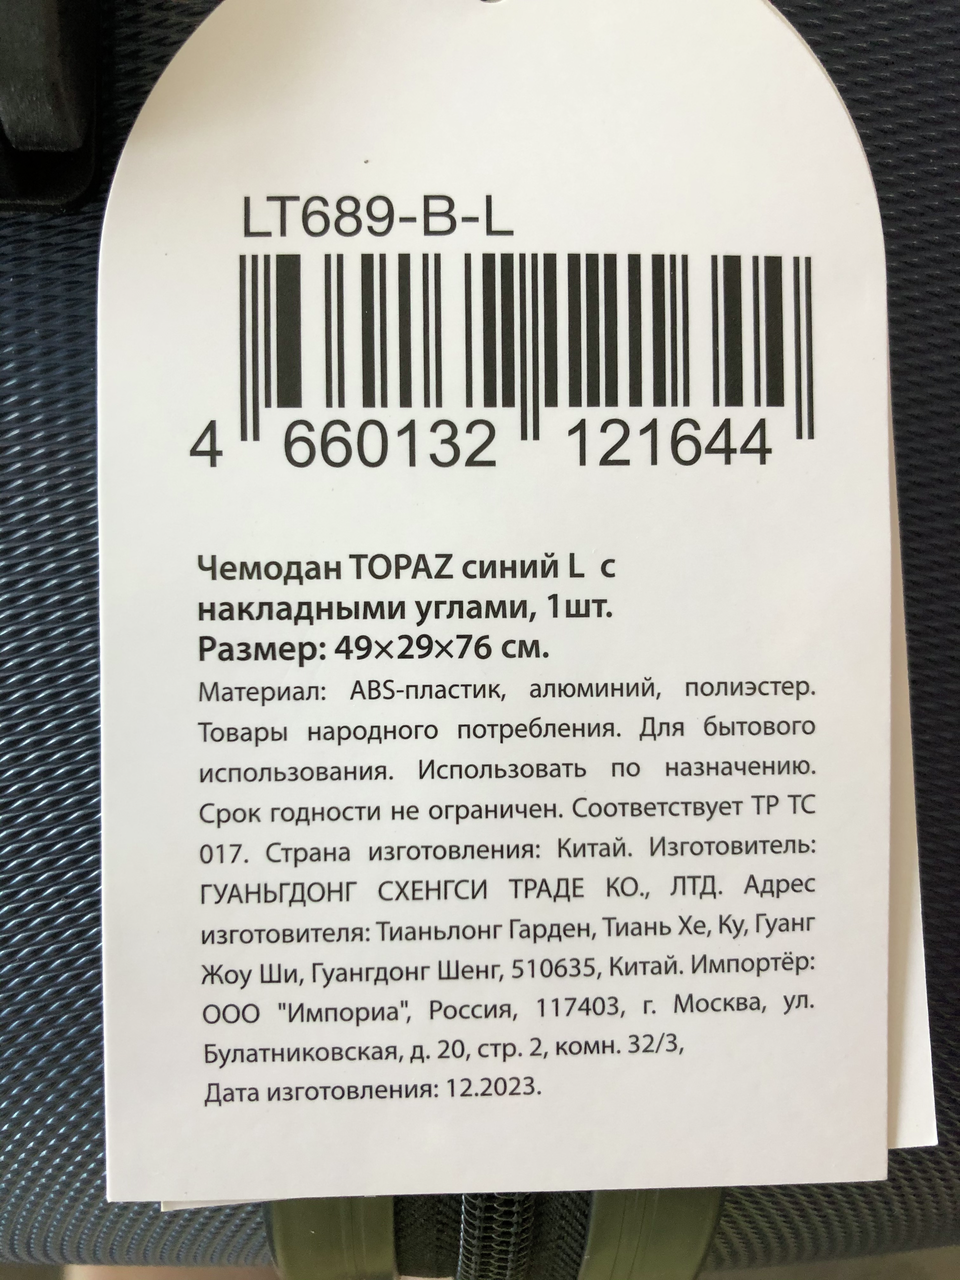 LT689-B-L
4 660132 121644
Чемодан TOPAZ синий L с
накладными углами, 1шт.
Размер: 49×29×76 см.
Материал: ABS-пластик, алюминий, полиэстер.
Товары народного потребления. Для бытового
использования. Использовать по назначению.
Срок годности не ограничен. Соответствует ТР ТС
017. Страна изготовления: Китай. Изготовитель:
ГУАНЬГДОНГ СХЕНГСИ ТРАДЕ КО., ЛТД. Адрес
изготовителя: Тианьлонг Гарден, Тиань Хе, Ку, Гуанг
Жоу Ши, Гуангдонг Шенг, 510635, Китай. Импортёр:
ООО "Импориа", Россия, 117403, г. Москва, ул.
Булатниковская, д. 20, стр. 2, комн. 32/3,
Дата изготовления: 12.2023.